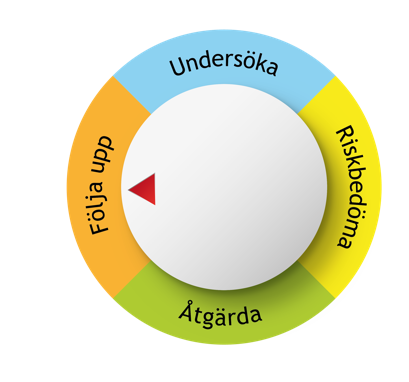 Undersöka
Riskbedöma
Åtgärda
Följa upp